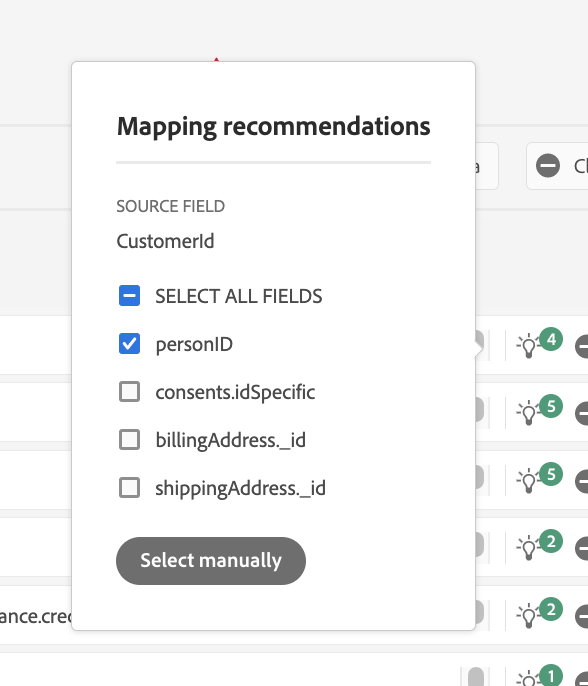 Mapping recommendations
SOURCE FIELD
CustomerId
SELECT ALL FIELDS
personID
consents.idSpecific
billingAddress._id
shippingAddress._id
Select manually
4
5
5
2
ance.cre
2
1